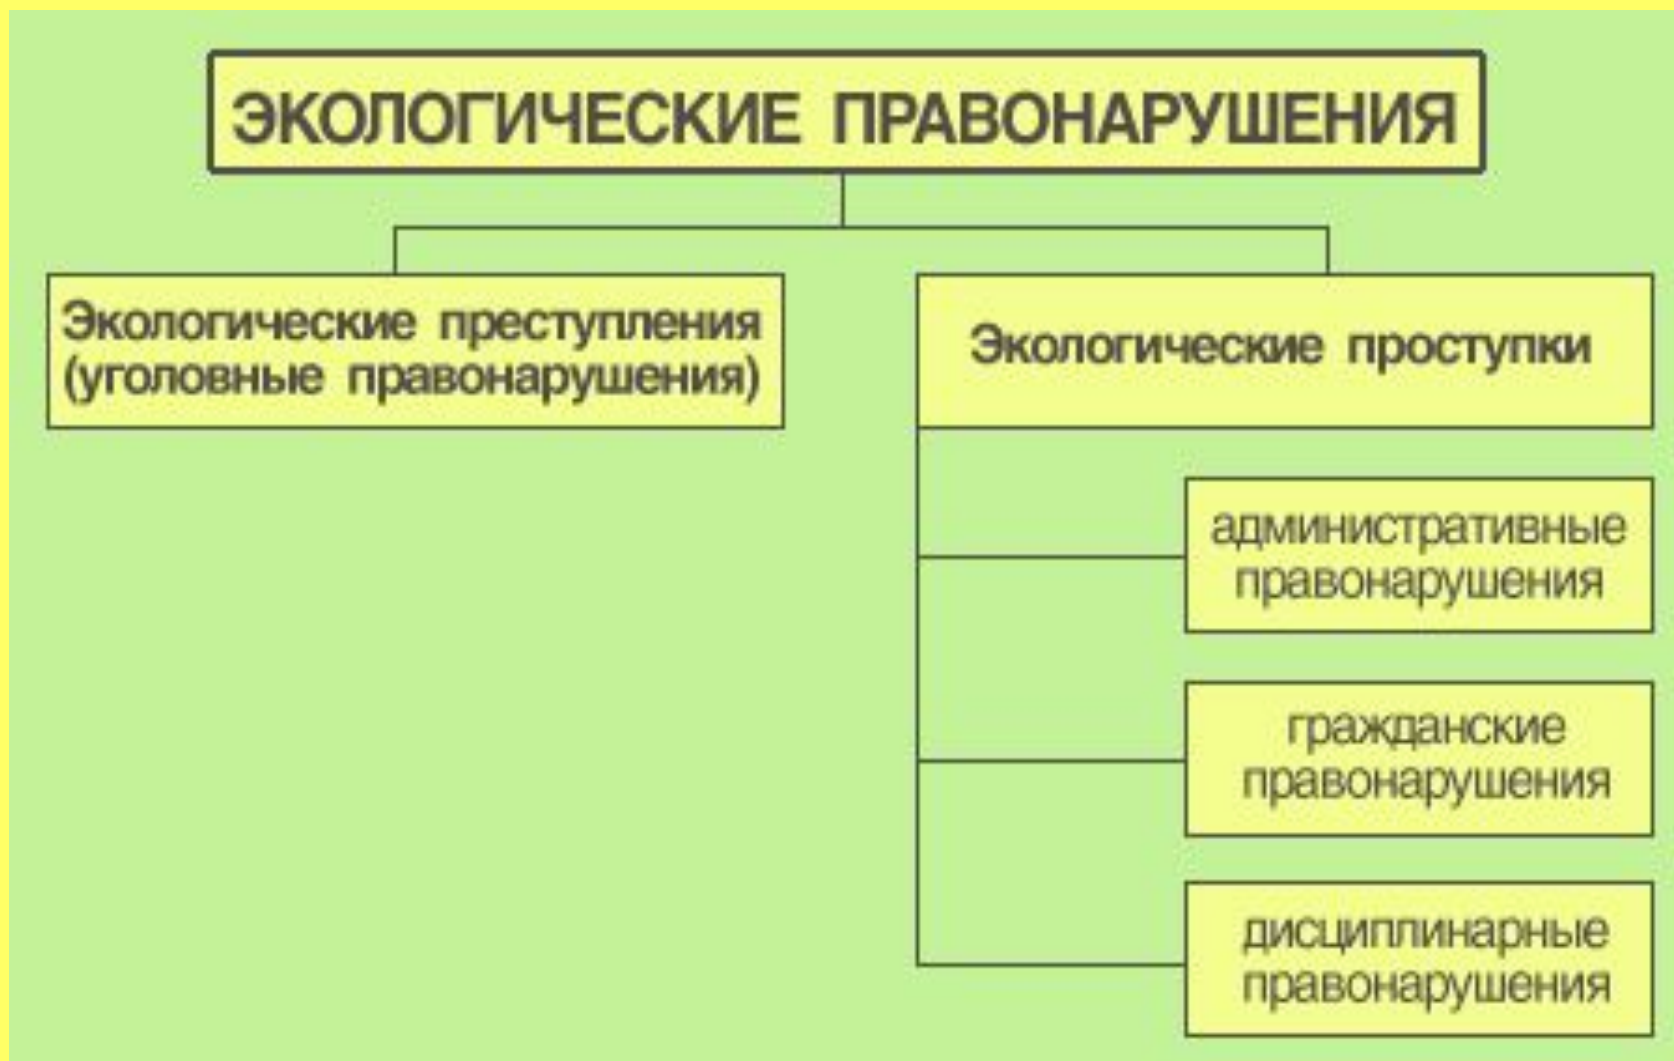 ЭКОЛОГИЧЕСКИЕ ПРАВОНАРУШЕНИЯ
Экологические преступления
(уголовные правонарушения)
Экологические проступки
административные
правонарушения
гражданские
правонарушения
дисциплинарные
правонарушения